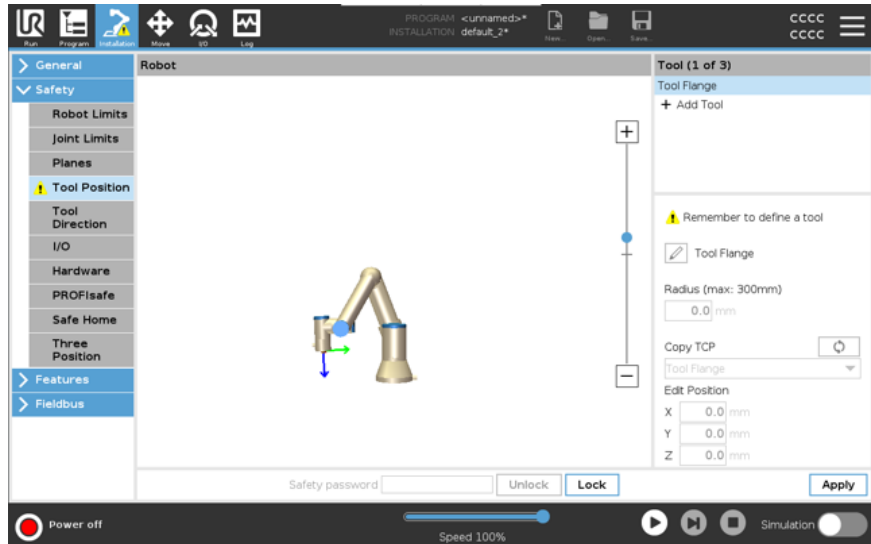 PROGRAM <unnamed>*
INSTALLATION default_2*
UR
Run
Program
Installation
Move
I/O
Log
New...
Open...
Save...
CCCC
CCCC
General
Safety
Robot Limits
Joint Limits
Planes
Tool Position
Tool
Direction
I/O
Hardware
PROFIsafe
Safe Home
Three
Position
Features
Fieldbus
Robot
+
−
Tool (1 of 3)
Tool Flange
+ Add Tool
Remember to define a tool
Tool Flange
Radius (max: 300mm)
0.0 mm
Copy TCP
Tool Flange
Edit Position
X 0.0 mm
Y 0.0 mm
Z 0.0 mm
Safety password
Unlock
Lock
Apply
Power off
Speed 100%
Simulation